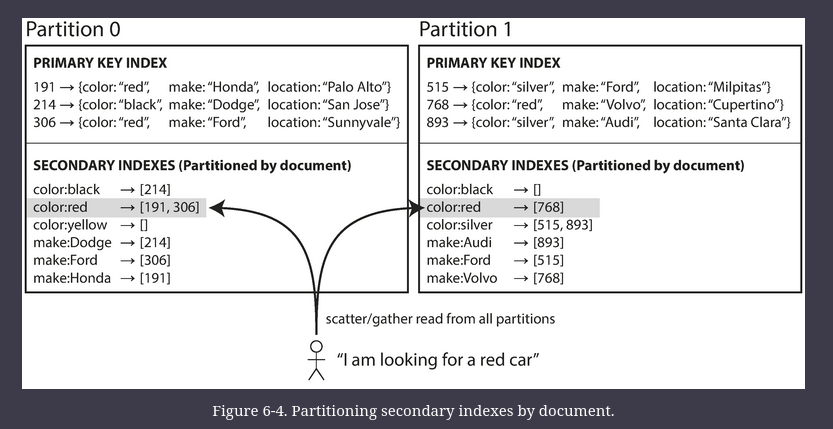 Partition 0
PRIMARY KEY INDEX
191 → {color: “red”, make: “Honda”, location: “Palo Alto”}
214 → {color: “black”, make: “Dodge”, location: “San Jose”}
306 → {color: “red”, make: “Ford”, location: “Sunnyvale”}
SECONDARY INDEXES (Partitioned by document)
color:black → [214]
color:red → [191, 306]
color:yellow → []
make:Dodge → [214]
make:Ford → [306]
make:Honda → [191]
Partition 1
PRIMARY KEY INDEX
515 → {color: “silver”, make: “Ford”, location: “Milpitas”}
768 → {color: “red”, make: “Volvo”, location: “Cupertino”}
893 → {color: “silver”, make: “Audi”, location: “Santa Clara”}
SECONDARY INDEXES (Partitioned by document)
color:black → []
color:red → [768]
color:silver → [515, 893]
make:Audi → [893]
make:Ford → [515]
make:Volvo → [768]
scatter/gather read from all partitions
“I am looking for a red car”
Figure 6-4. Partitioning secondary indexes by document.